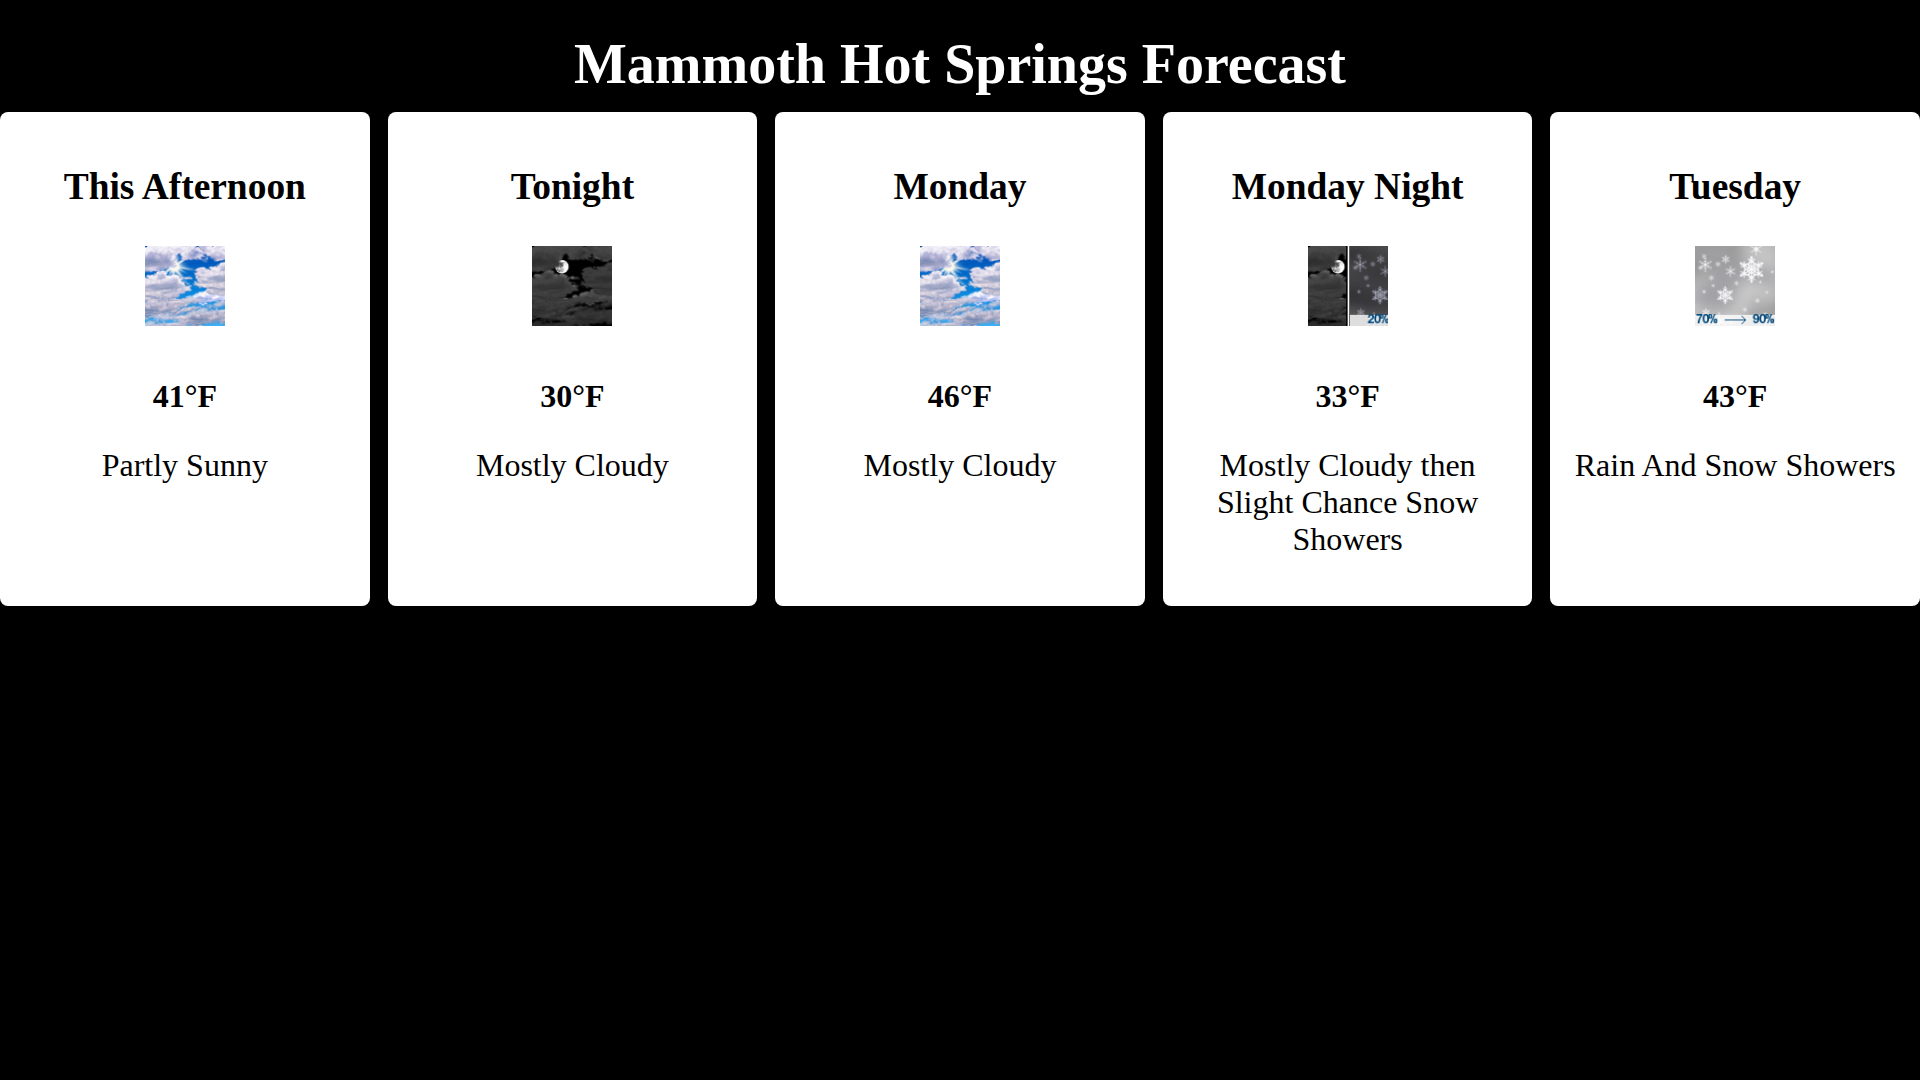 Mammoth Hot Springs Forecast
This Afternoon
41°F
Partly Sunny
Tonight
30°F
Mostly Cloudy
Monday
46°F
Mostly Cloudy
Monday Night
20%
33°F
Mostly Cloudy then
Slight Chance Snow
Showers
Tuesday
70% → 90%
43°F
Rain And Snow Showers